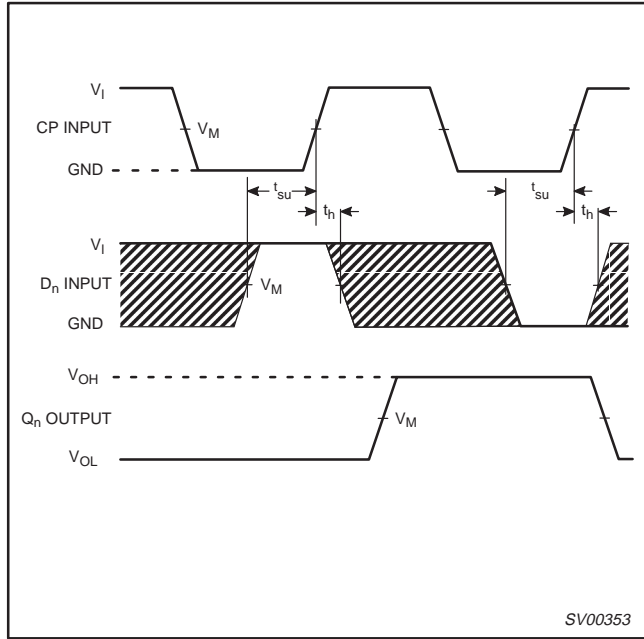 V_I
CP INPUT
V_M
GND
t_su
t_su
t_h
t_h
V_I
D_n INPUT
V_M
GND
V_OH
Q_n OUTPUT
V_M
V_OL
SV00353